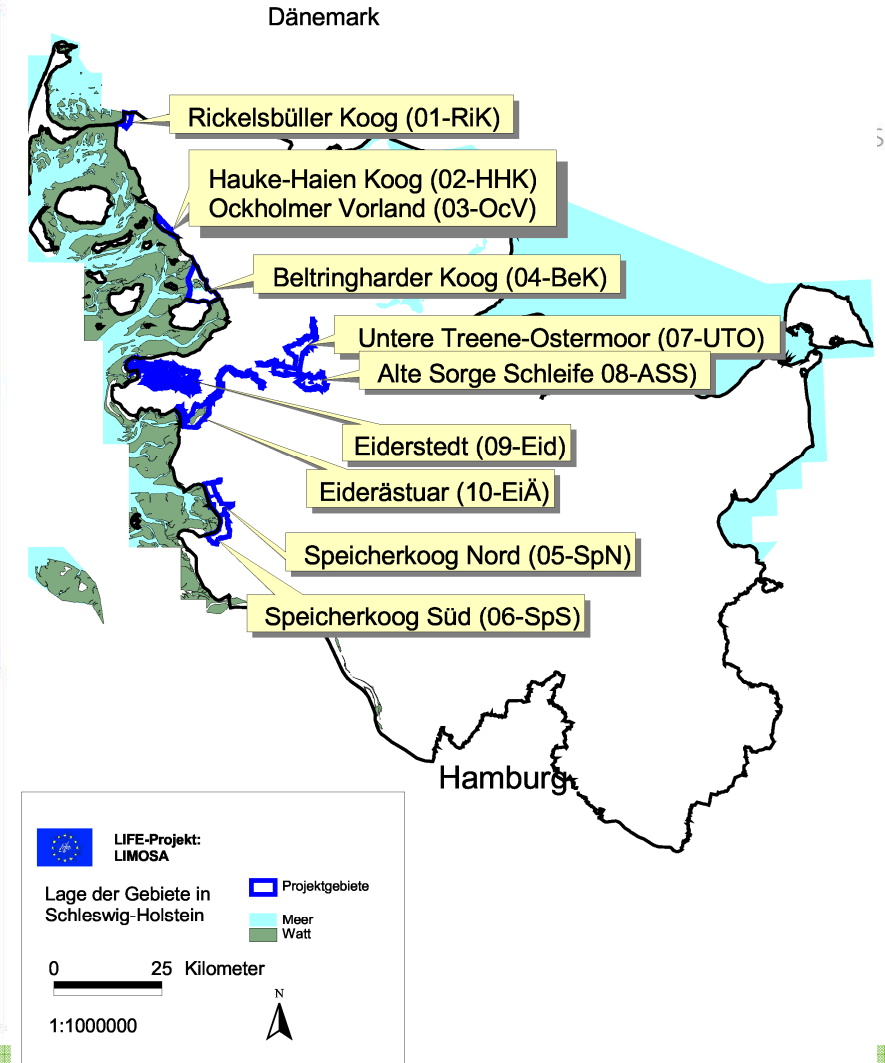 Dänemark
Rickelsbüller Koog (01-RiK)
S
Hauke-Haien Koog (02-HHK)
Ockholmer Vorland (03-OcV)
Beltringharder Koog (04-BeK)
Untere Treene-Ostermoor (07-UTO)
Alte Sorge Schleife 08-ASS)
Eiderstedt (09-Eid)
Eiderästuar (10-EiÄ)
Speicherkoog Nord (05-SpN)
Speicherkoog Süd (06-SpS)
Hamburg
LIFE-Projekt:
LIMOSA
Life
Lage der Gebiete in
Schleswig-Holstein
Projektgebiete
Meer
Watt
0 25 Kilometer
N
1:1000000